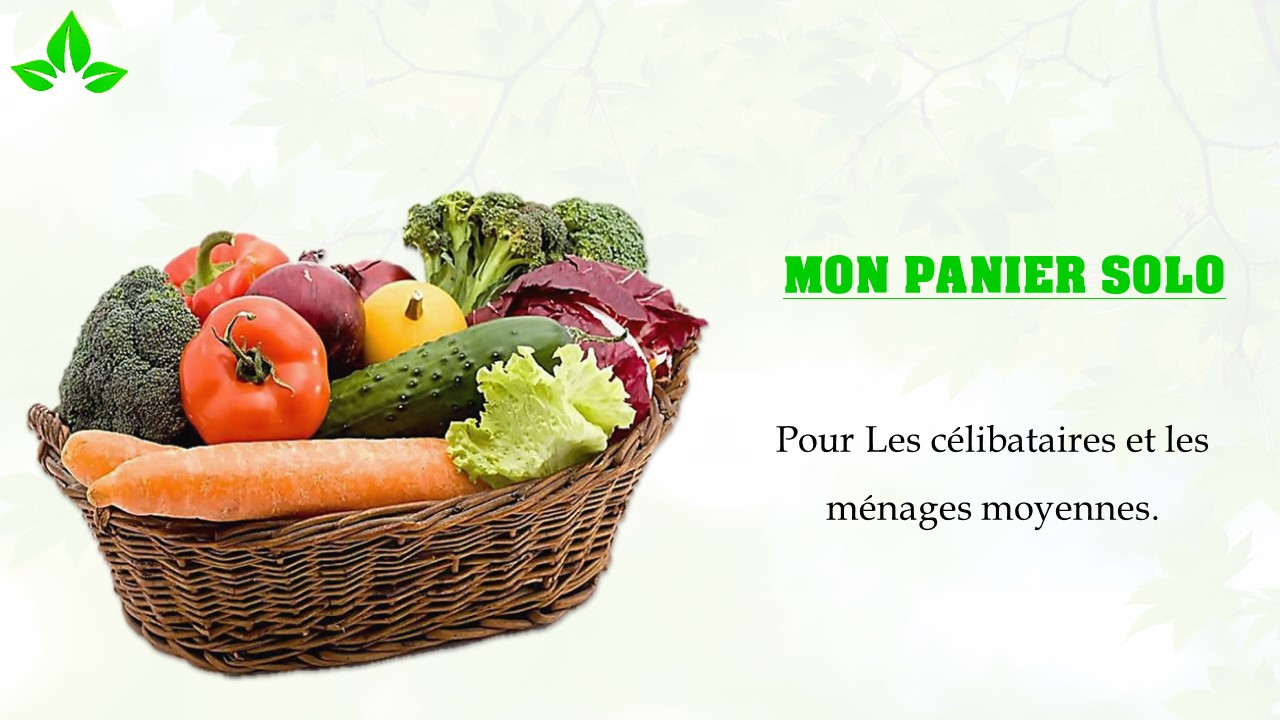 MON PANIER SOLO
Pour Les célibataires et les
ménages moyennes.